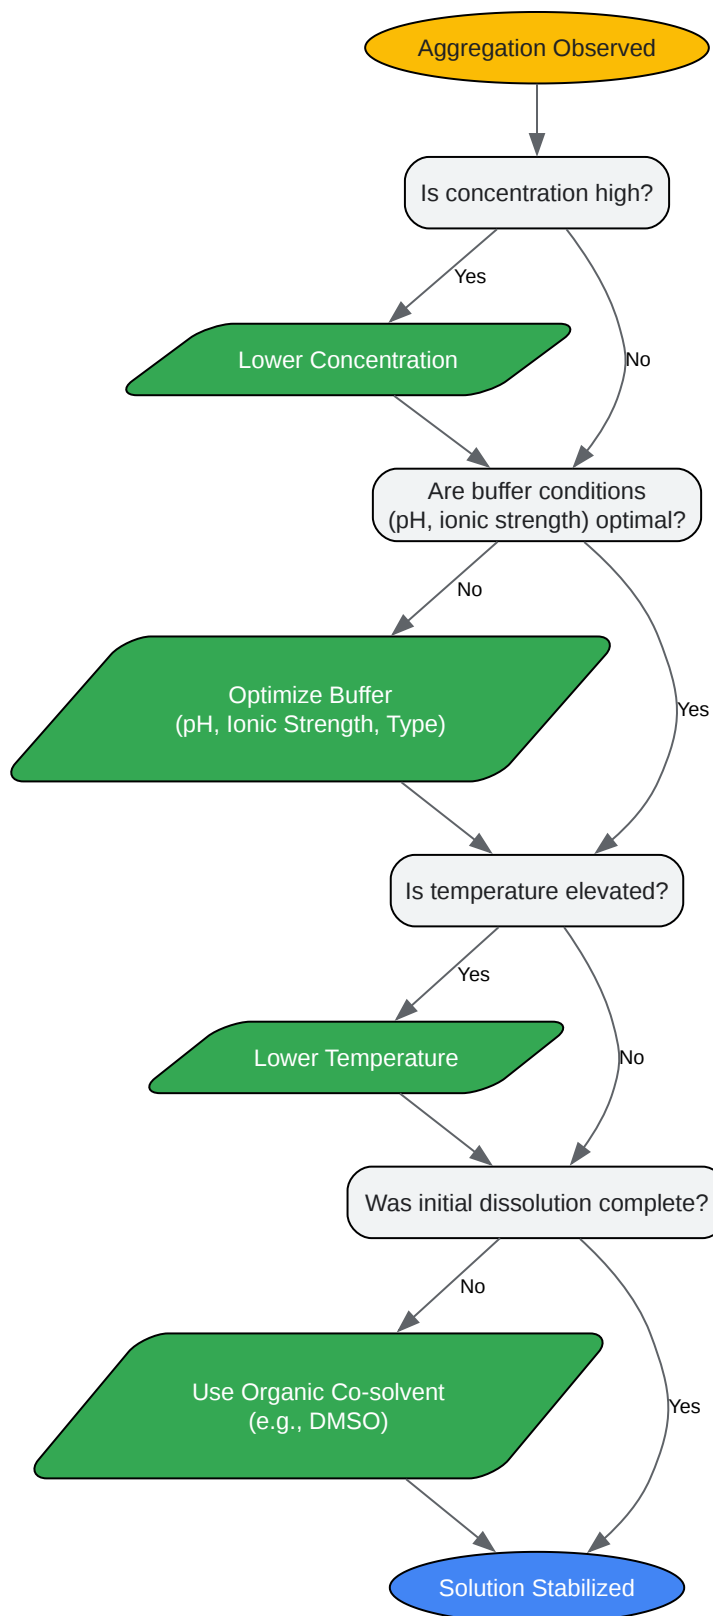 Aggregation Observed
Is concentration high?
Yes
Lower Concentration
No
Are buffer conditions
(pH, ionic strength) optimal?
No
Optimize Buffer
(pH, Ionic Strength, Type)
Yes
Is temperature elevated?
Yes
Lower Temperature
No
Was initial dissolution complete?
No
Use Organic Co-solvent
(e.g., DMSO)
Yes
Solution Stabilized